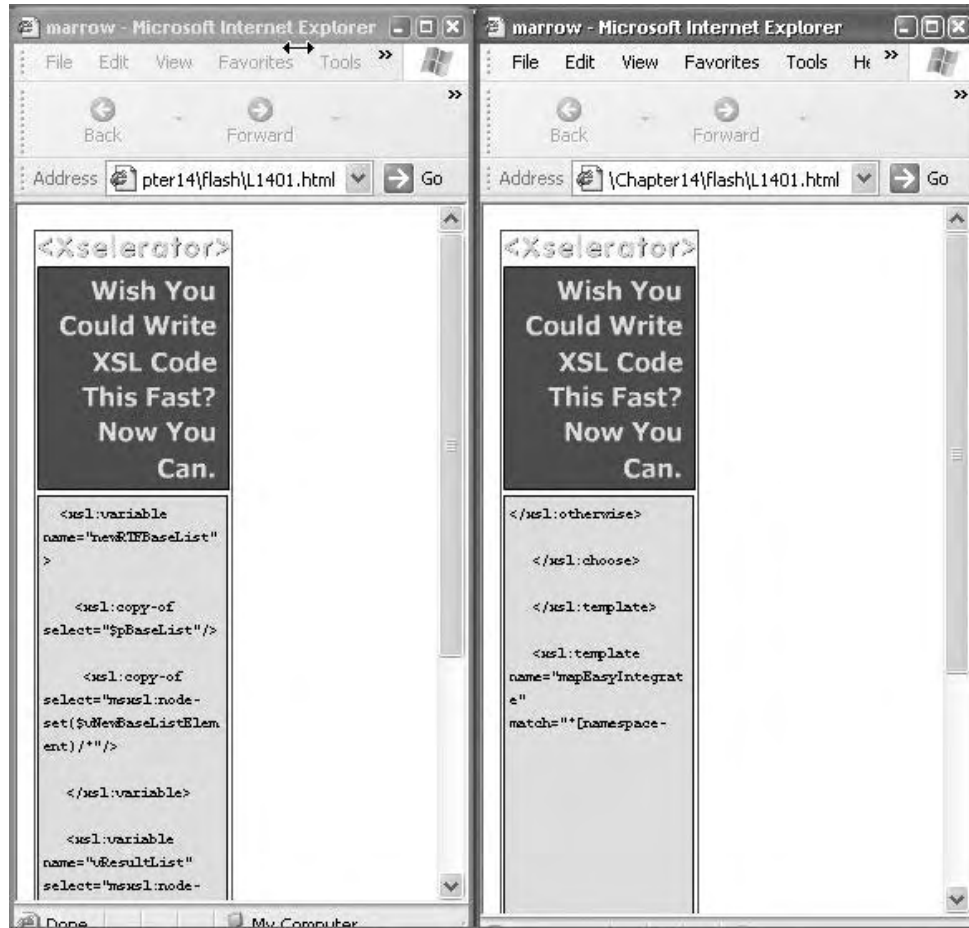 marrow - Microsoft Internet Explorer
File Edit View Favorites Tools »
»
Back Forward
Address pter14\flash\L1401.html Go
<Xselerator>
Wish You
Could Write
XSL Code
This Fast?
Now You
Can.
<xsl:variable
name="newRTFBaseList"
>
<xsl:copy-of
select="$pBaseList"/>
<xsl:copy-of
select="msxsl:node-
set($vNewBaseListElem
ent)/*"/>
</xsl:variable>
<xsl:variable
name="vResultList"
select="msxsl:node-
Done My Computer
marrow - Microsoft Internet Explorer
File Edit View Favorites Tools He »
»
Back Forward
Address \Chapter14\flash\L1401.html Go
<Xselerator>
Wish You
Could Write
XSL Code
This Fast?
Now You
Can.
</xsl:otherwise>
</xsl:choose>
</xsl:template>
<xsl:template
name="mapEasyIntegrat
e"
match="*[namespace-